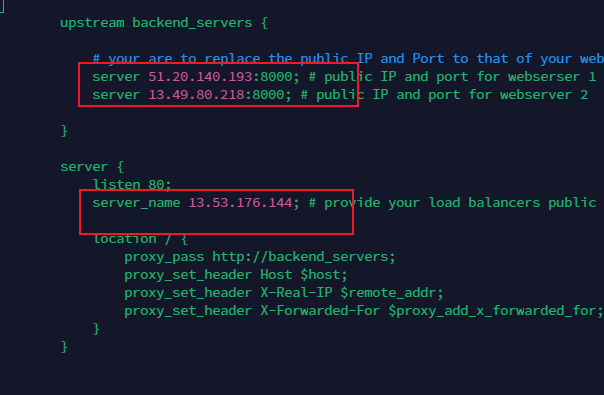 upstream backend_servers {
# your are to replace the public IP and Port to that of your web
server 51.20.140.193:8000; # public IP and port for webserser 1
server 13.49.80.218:8000; # public IP and port for webserver 2
}
server {
listen 80;
server_name 13.53.176.144; # provide your load balancers public
location / {
proxy_pass http://backend_servers;
proxy_set_header Host $host;
proxy_set_header X-Real-IP $remote_addr;
proxy_set_header X-Forwarded-For $proxy_add_x_forwarded_for;
}
}